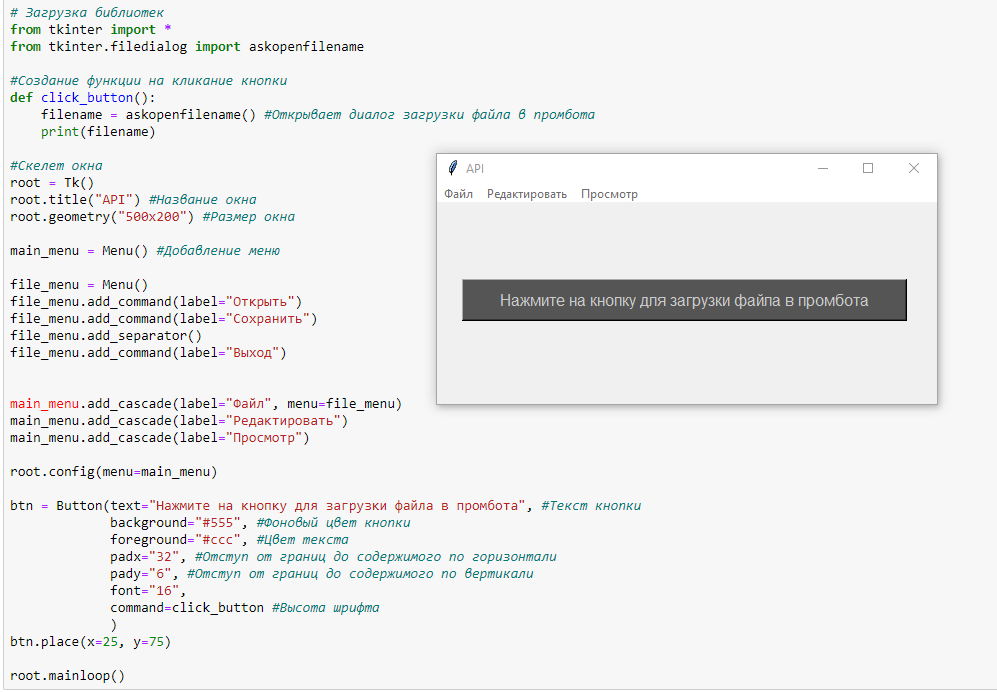 # Загрузка библиотек
from tkinter import *
from tkinter.filedialog import askopenfilename
#Создание функции на кликание кнопки
def click_button():
    filename = askopenfilename() #Открывает диалог загрузки файла в промбота
    print(filename)
#Скелет окна
root = Tk()
root.title("API") #Название окна
root.geometry("500x200") #Размер окна
main_menu = Menu() #Добавление меню
file_menu = Menu()
file_menu.add_command(label="Открыть")
file_menu.add_command(label="Сохранить")
file_menu.add_separator()
file_menu.add_command(label="Выход")
main_menu.add_cascade(label="Файл", menu=file_menu)
main_menu.add_cascade(label="Редактировать")
main_menu.add_cascade(label="Просмотр")
root.config(menu=main_menu)
btn = Button(text="Нажмите на кнопку для загрузки файла в промбота", #Текст кнопки
             background="#555", #Фоновый цвет кнопки
             foreground="#ccc", #Цвет текста
             padx="32", #Отступ от границ до содержимого по горизонтали
             pady="6", #Отступ от границ до содержимого по вертикали
             font="16",
             command=click_button #Высота шрифта
             )
btn.place(x=25, y=75)
root.mainloop()
API
Файл Редактировать Просмотр
Нажмите на кнопку для загрузки файла в промбота